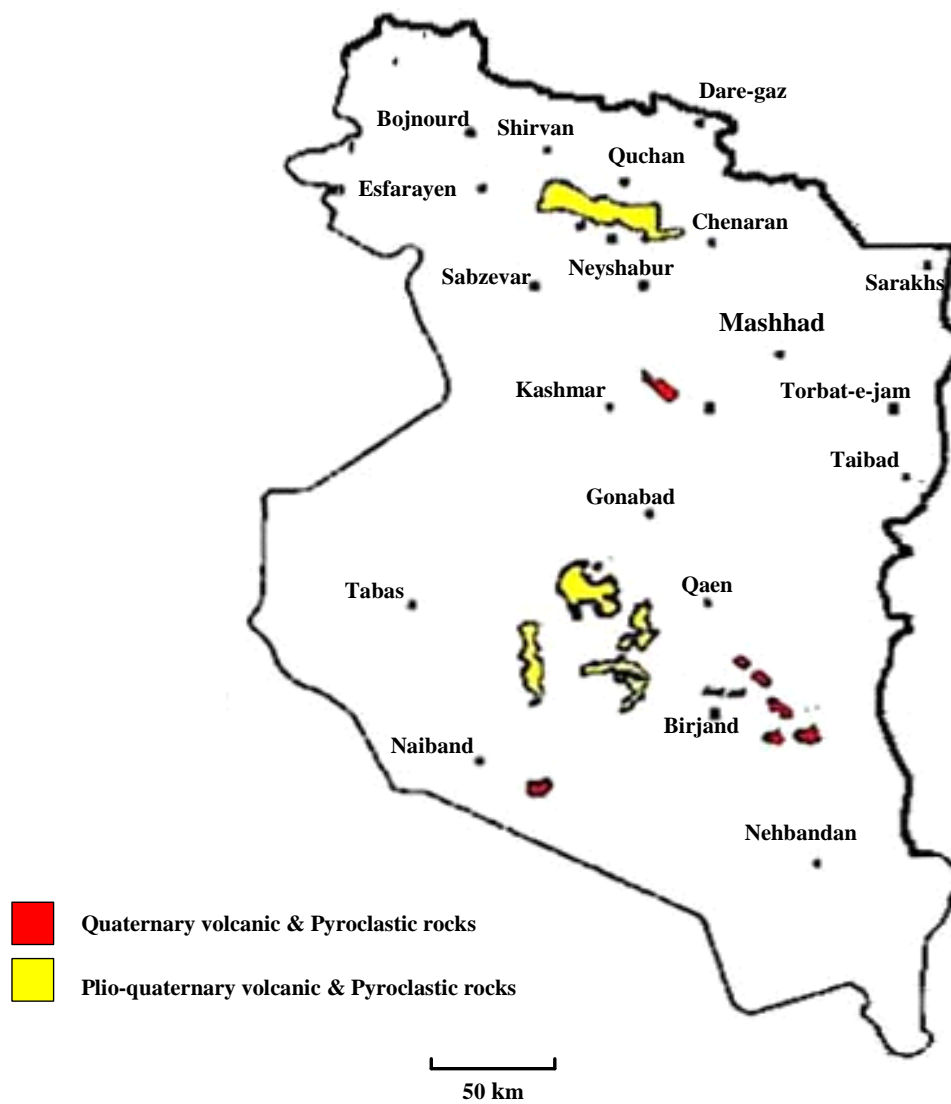 Dare-gaz
Bojnourd
Shirvan
Quchan
Esfarayen
Chenaran
Neyshabur
Sabzevar
Sarakhs
Mashhad
Kashmar
Torbat-e-jam
Taibad
Gonabad
Tabas
Qaen
Birjand
Naiband
Nehbandan
Quaternary volcanic & Pyroclastic rocks
Plio-quaternary volcanic & Pyroclastic rocks
50 km